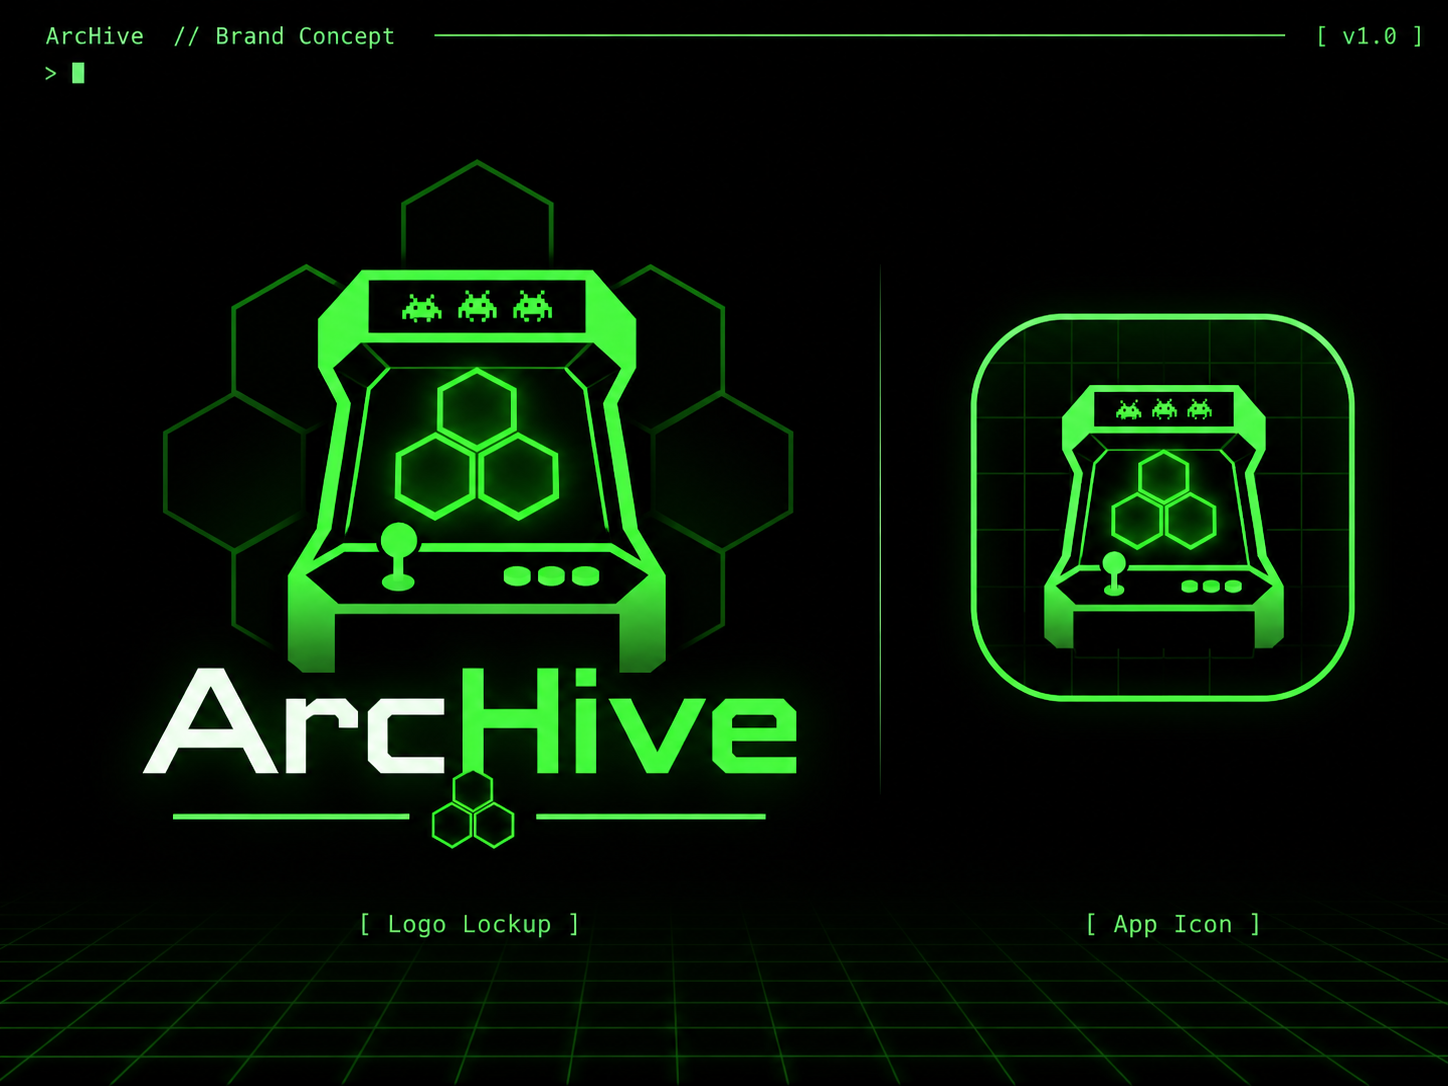 ArcHive // Brand Concept
[ v1.0 ]
>
ArcHive
[ Logo Lockup ]
[ App Icon ]